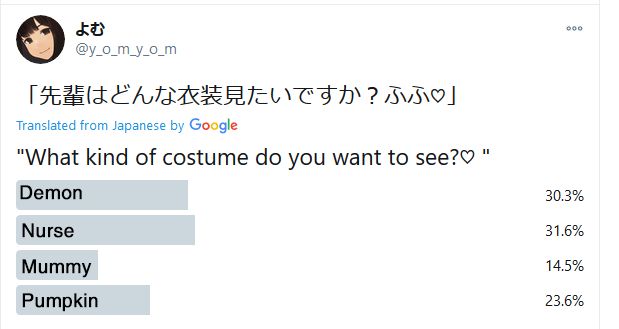 よむ
@y_o_m_y_o_m
「先輩はどんな衣装見たいですか？ふふ♡」
Translated from Japanese by Google
"What kind of costume do you want to see?♡ "
Demon 30.3%
Nurse 31.6%
Mummy 14.5%
Pumpkin 23.6%